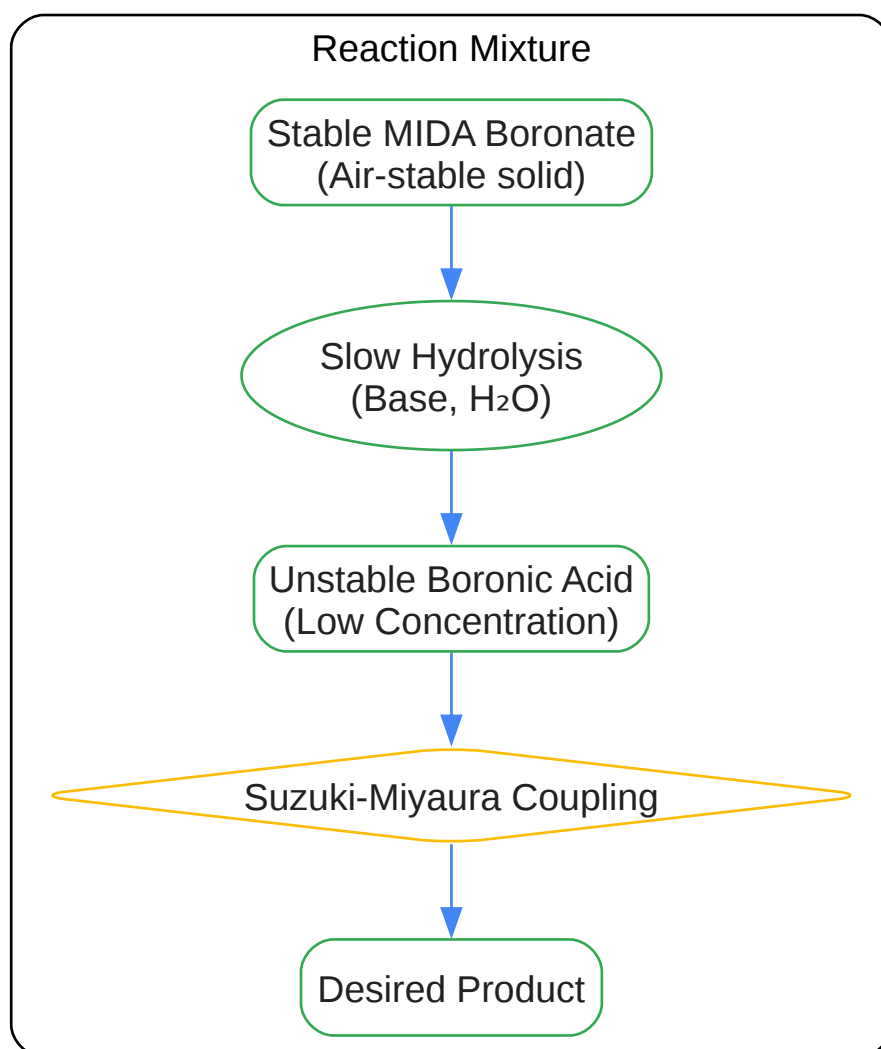 Reaction Mixture
Stable MIDA Boronate
(Air-stable solid)
Slow Hydrolysis
(Base, H₂O)
Unstable Boronic Acid
(Low Concentration)
Suzuki-Miyaura Coupling
Desired Product